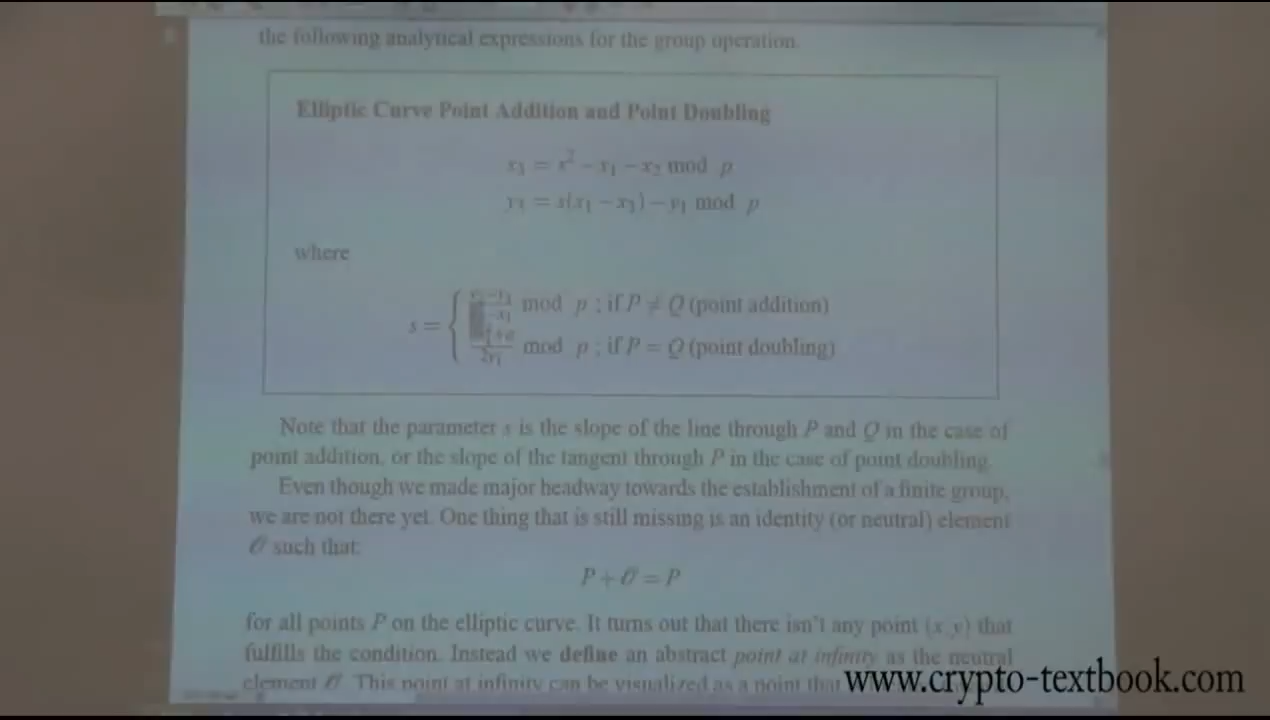 the following analytical expressions for the group operation.
Elliptic Curve Point Addition and Point Doubling
x₃ = s² − x₁ − x₂ mod p
y₃ = s(x₁ − x₃) − y₁ mod p
where
s = { y₂−y₁ / −x₁ mod p ; if P ≠ Q (point addition)
²₁+a / 2y₁ mod p ; if P = Q (point doubling)
Note that the parameter s is the slope of the line through P and Q in the case of
point addition, or the slope of the tangent through P in the case of point doubling.
Even though we made major headway towards the establishment of a finite group,
we are not there yet. One thing that is still missing is an identity (or neutral) element
𝒪 such that:
P + 𝒪 = P
for all points P on the elliptic curve. It turns out that there isn't any point (x,y) that
fulfills the condition. Instead we define an abstract point at infinity as the neutral
element 𝒪. This point at infinity can be visualized as a point that
www.crypto-textbook.com